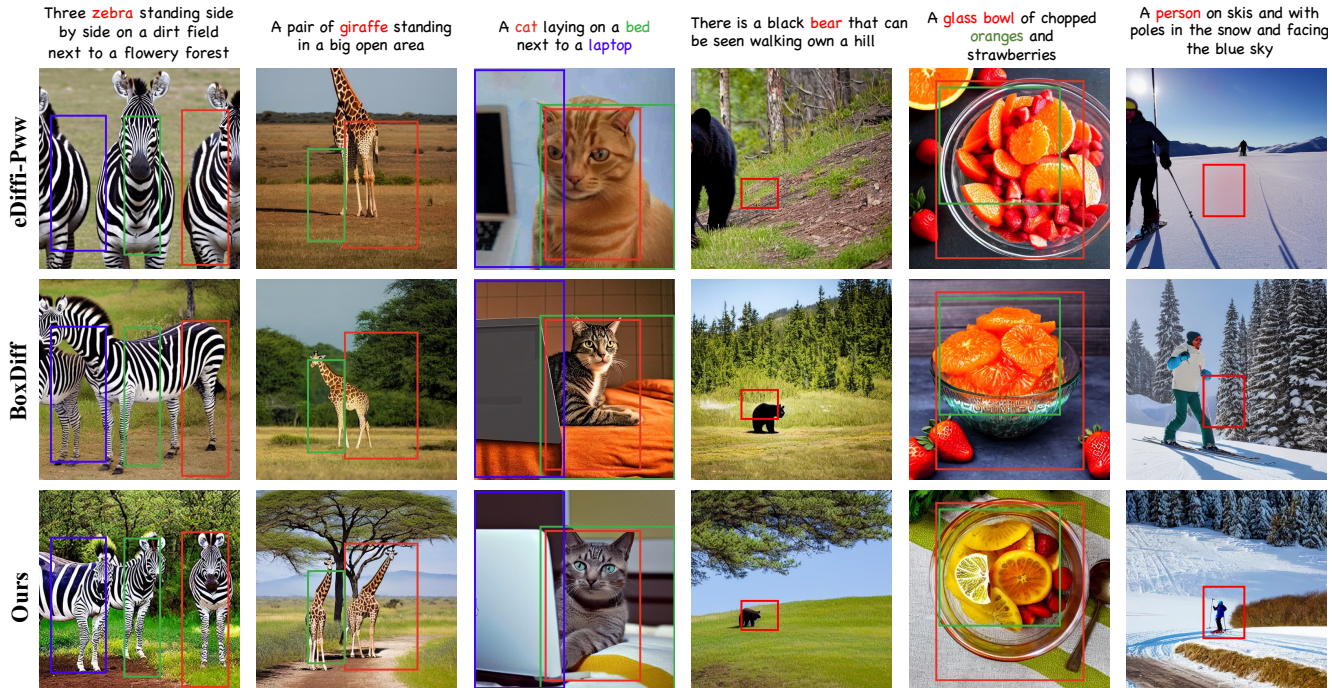 Three zebra standing side
by side on a dirt field
next to a flowery forest
A pair of giraffe standing
in a big open area
A cat laying on a bed
next to a laptop
There is a black bear that can
be seen walking own a hill
A glass bowl of chopped
oranges and
strawberries
A person on skis and with
poles in the snow and facing
the blue sky
eDiffi-Pww
BoxDiff
Ours